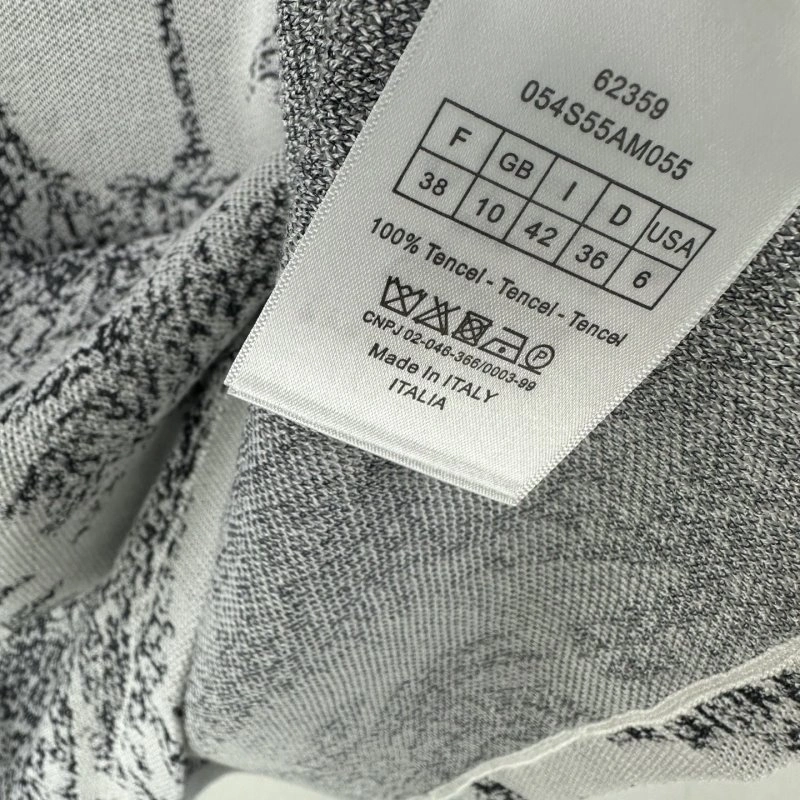 62359
054S55AM055
F GB I D USA
38 10 42 36 6
100% Tencel - Tencel - Tencel
P
CNPJ 02-046-366/0003-99
Made In ITALY
ITALIA